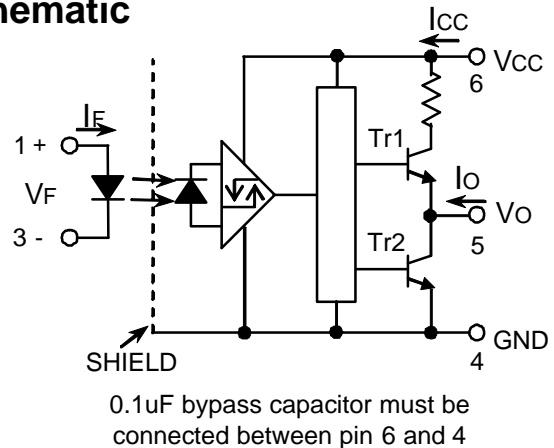 hematic
ICC
VCC
6
IF
1 +
Tr1
VF
IO
VO
5
3 -
Tr2
SHIELD
GND
4
0.1uF bypass capacitor must be
connected between pin 6 and 4